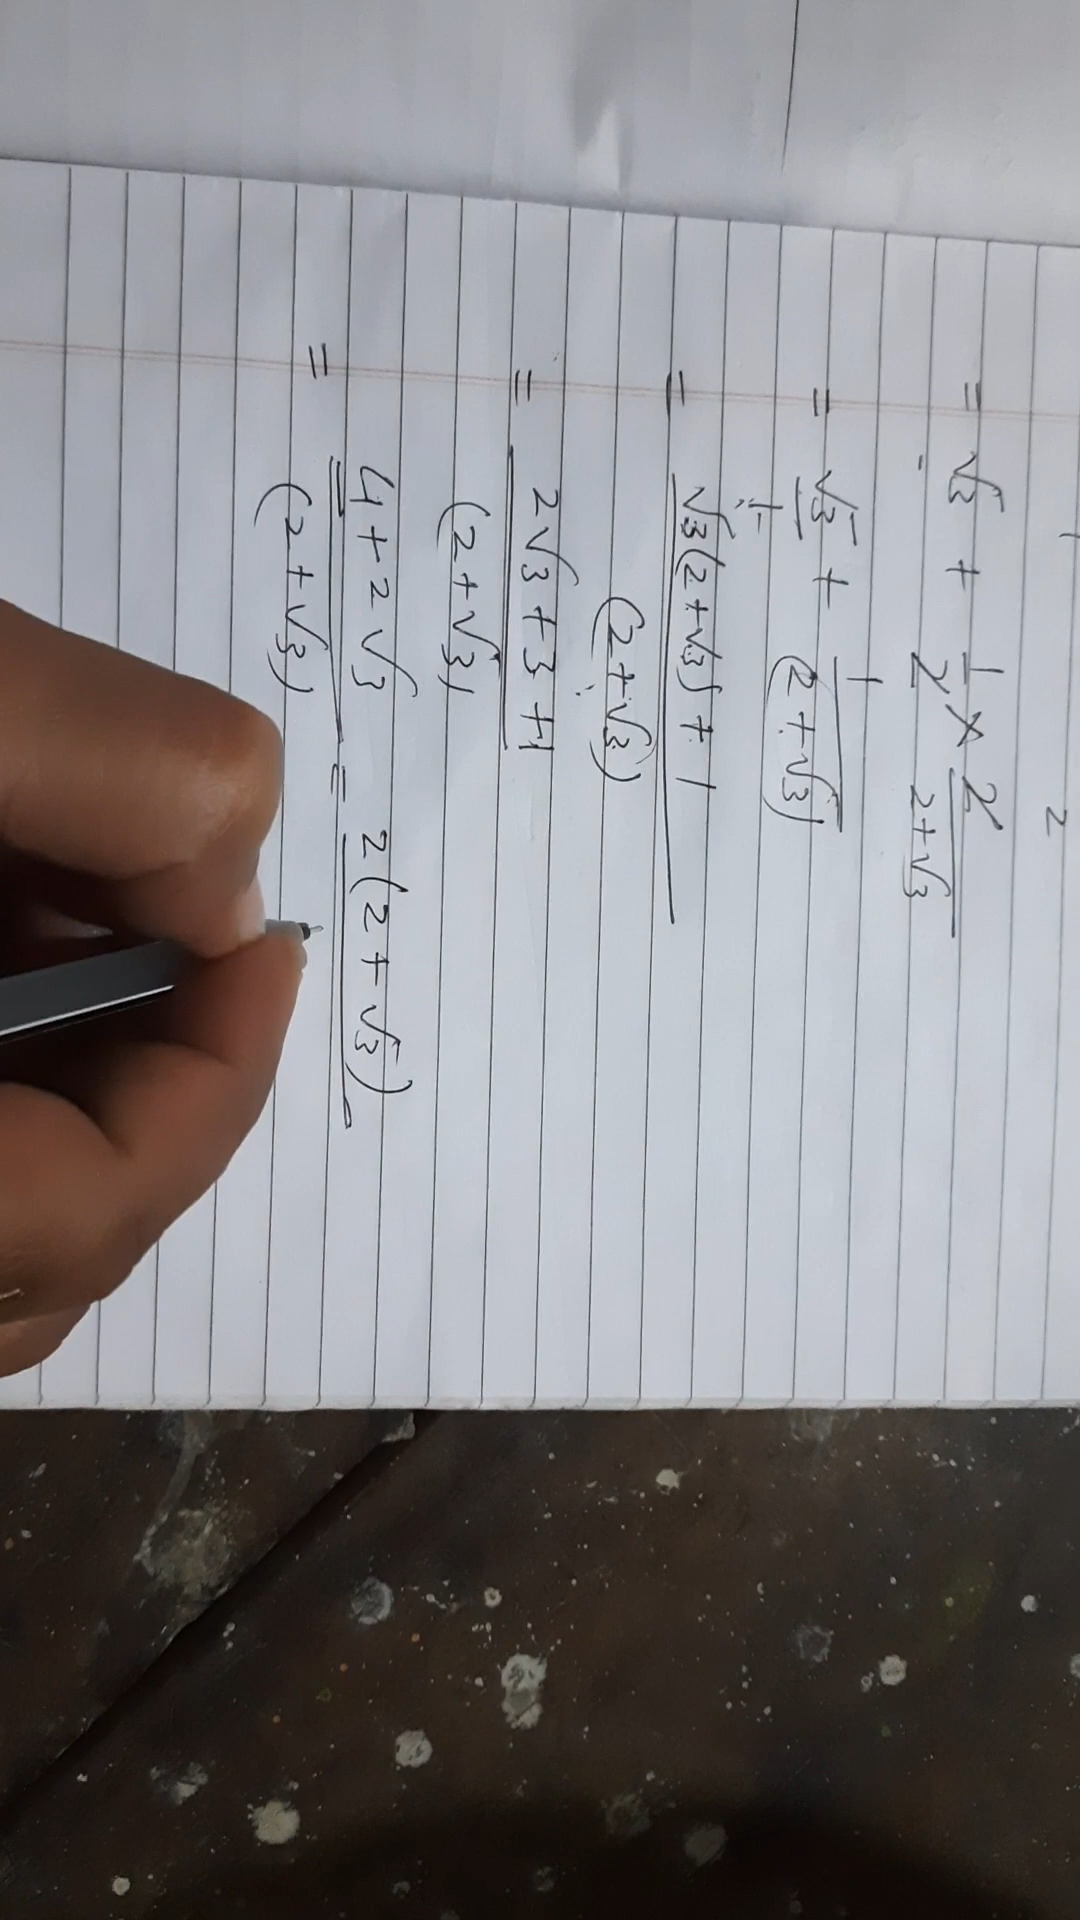 2
= √3 + 1/2 × 2/(2+√3)
= √3/1 + 1/(2+√3)
= (√3(2+√3) + 1)/(2+√3)
= (2√3+3+1)/(2+√3)
= (4+2√3)/(2+√3) = 2(2+√3)